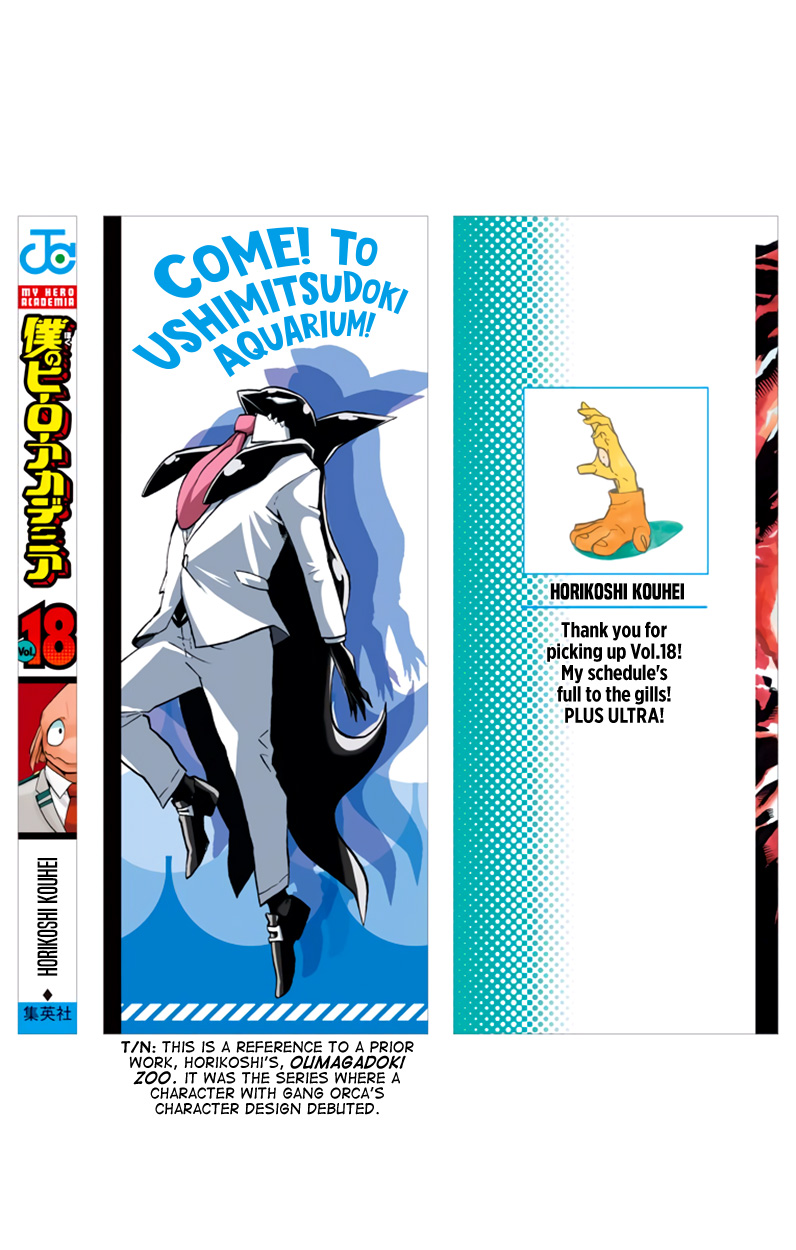 JC
MY HERO
ACADEMIA
僕のヒーローアカデミア
ぼく
Vol.18
HORIKOSHI KOUHEI
集英社
COME! TO
USHIMITSUDOKI
AQUARIUM!
T/N: THIS IS A REFERENCE TO A PRIOR
WORK, HORIKOSHI'S, OUMAGADOKI
ZOO. IT WAS THE SERIES WHERE A
CHARACTER WITH GANG ORCA'S
CHARACTER DESIGN DEBUTED.
HORIKOSHI KOUHEI
Thank you for
picking up Vol.18!
My schedule's
full to the gills!
PLUS ULTRA!